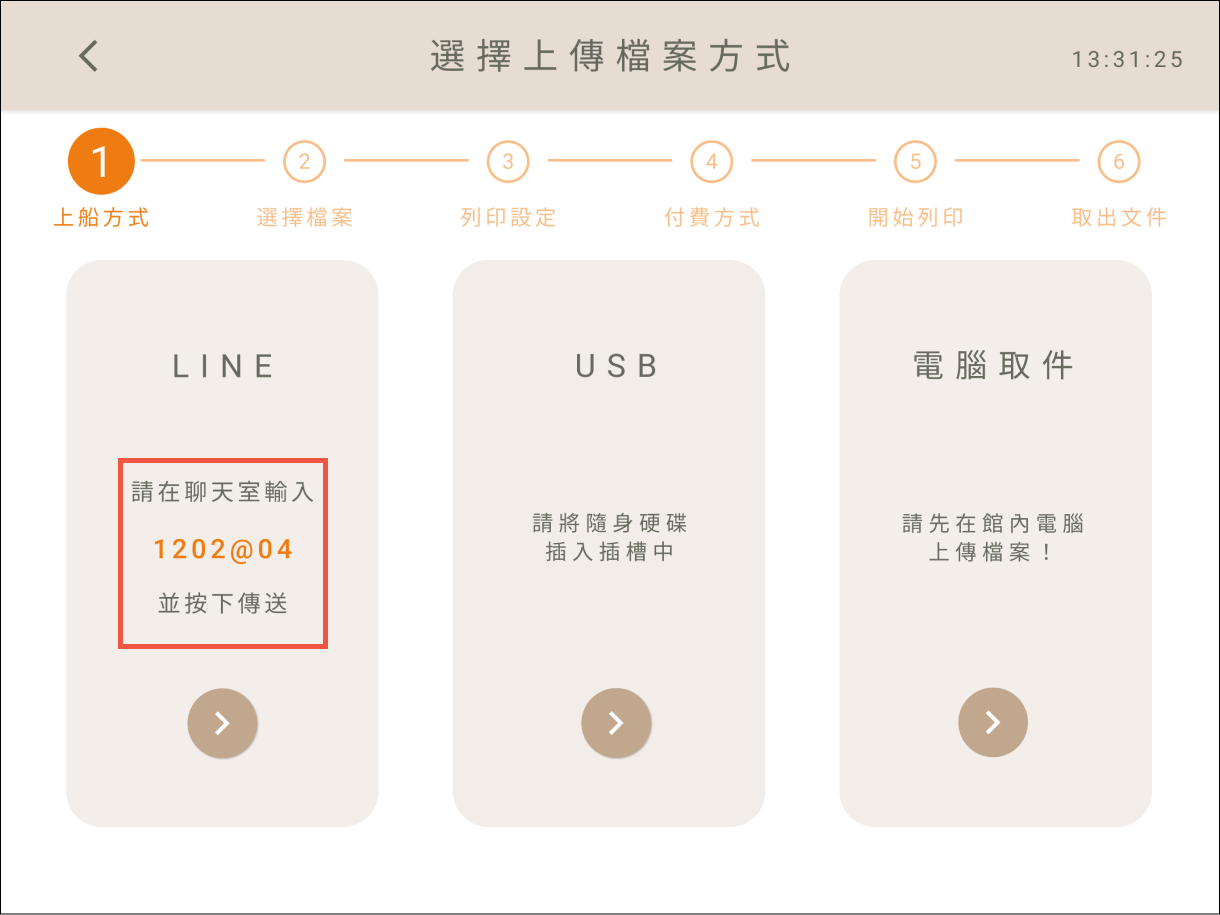 選擇上傳檔案方式
13:31:25
1
2
3
4
5
6
上船方式
選擇檔案
列印設定
付費方式
開始列印
取出文件
LINE
請在聊天室輸入
1202@04
並按下傳送
USB
請將隨身硬碟
插入插槽中
電腦取件
請先在館內電腦
上傳檔案！